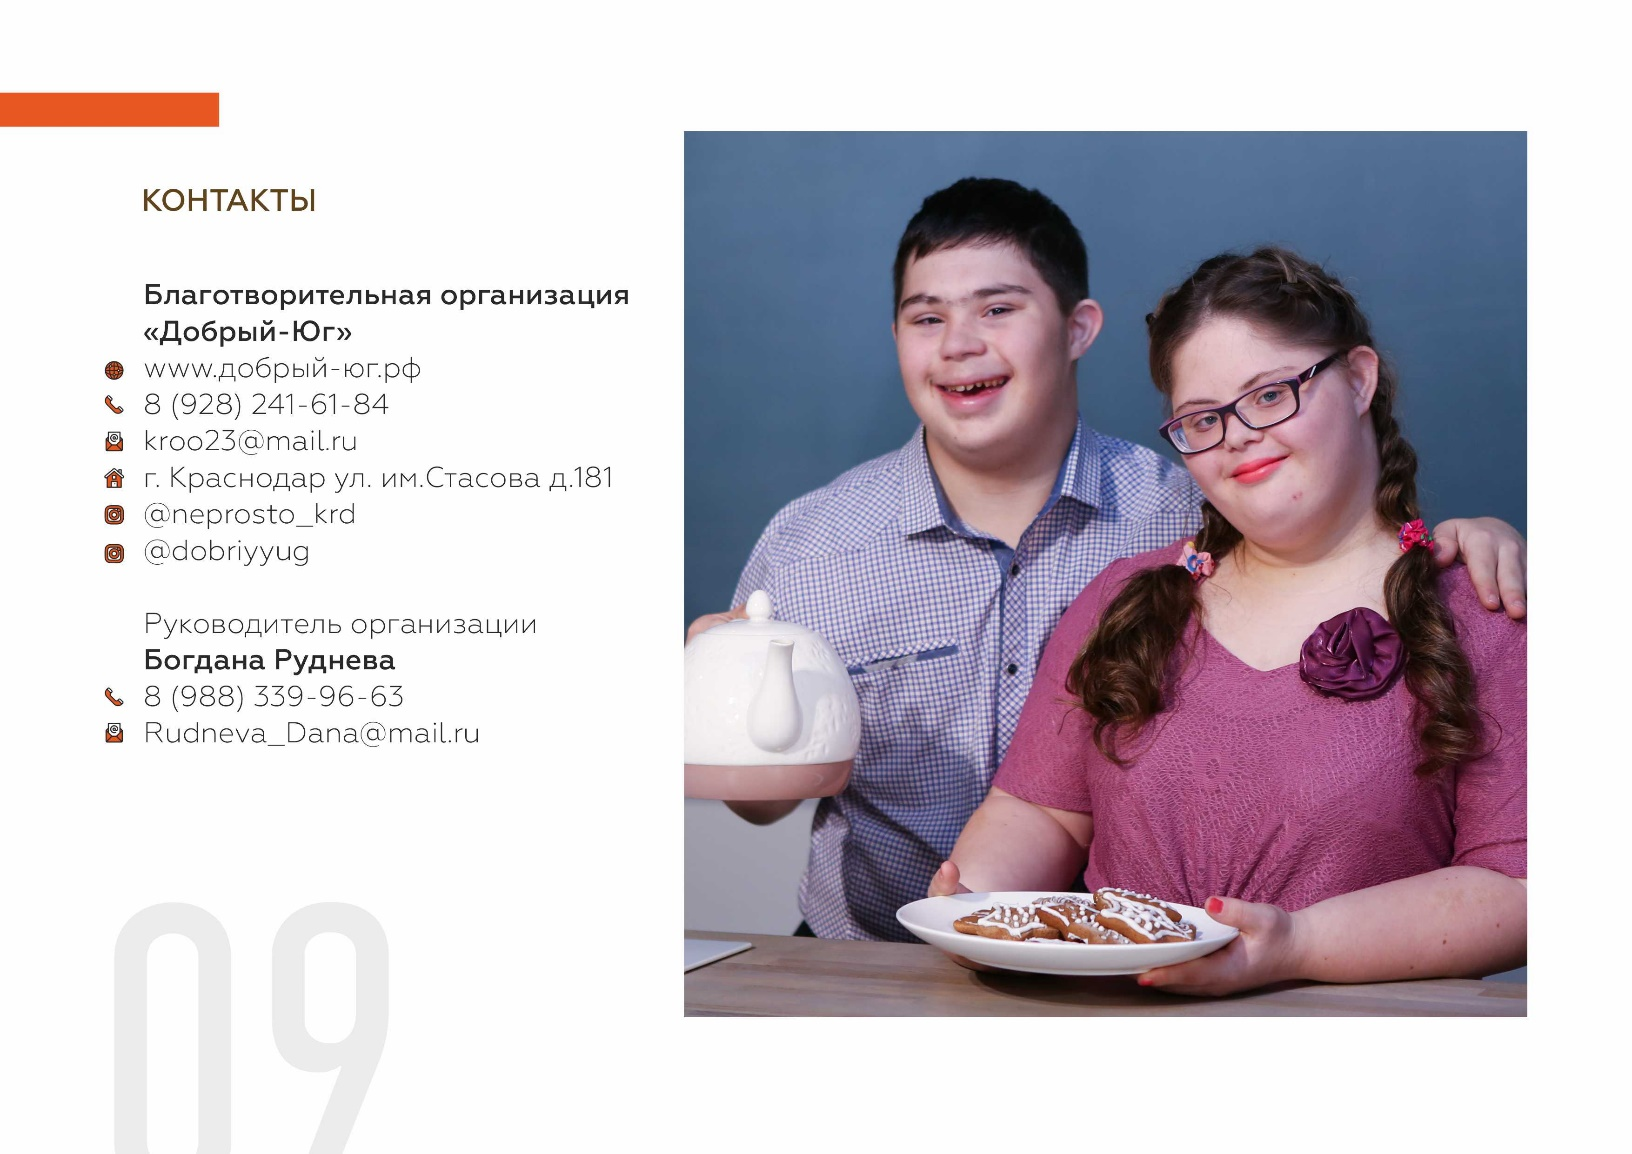 КОНТАКТЫ
Благотворительная организация
«Добрый-Юг»
www.добрый-юг.рф
8 (928) 241-61-84
kroo23@mail.ru
г. Краснодар ул. им.Стасова д.181
@neprosto_krd
@dobriyyug
Руководитель организации
Богдана Руднева
8 (988) 339-96-63
Rudneva_Dana@mail.ru
09